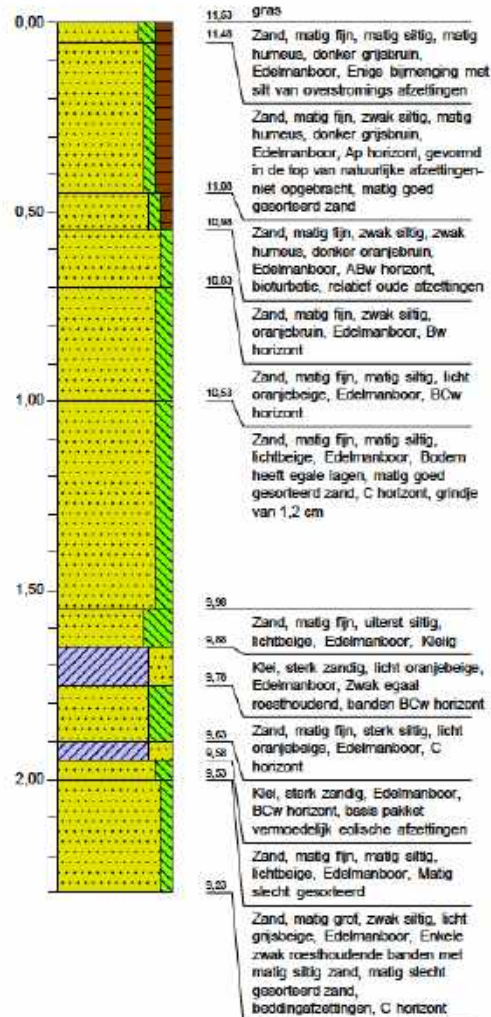 0,00
0,50
1,00
1,50
2,00
11,53
gras
11,48
Zand, matig fijn, matig siltig, matig
humeus, donker grijsbruin,
Edelmanboor, Enige bijmenging met
silt van overstromings afzettingen
Zand, matig fijn, zwak siltig, matig
humeus, donker grijsbruin,
Edelmanboor, Ap horizont, gevormd
in de top van natuurlijke afzettingen-
niet opgebracht, matig goed
gesorteerd zand
11,08
Zand, matig fijn, zwak siltig, zwak
humeus, donker oranjebruin,
Edelmanboor, ABw horizont,
bioturbatie, relatief oude afzettingen
10,98
Zand, matig fijn, zwak siltig,
oranjebruin, Edelmanboor, Bw
horizont
10,83
Zand, matig fijn, matig siltig, licht
oranjebeige, Edelmanboor, BCw
horizont
10,53
Zand, matig fijn, matig siltig,
lichtbeige, Edelmanboor, Bodem
heeft egale lagen, matig goed
gesorteerd zand, C horizont, grindje
van 1,2 cm
9,98
Zand, matig fijn, uiterst siltig,
lichtbeige, Edelmanboor, Kleiig
9,88
Klei, sterk zandig, licht oranjebeige,
Edelmanboor, Zwak egaal
roesthoudend, banden BCw horizont
9,78
Zand, matig fijn, sterk siltig, licht
oranjebeige, Edelmanboor, C
horizont
9,63
Klei, sterk zandig, Edelmanboor,
BCw horizont, basis pakket
vermoedelijk eolische afzettingen
9,58
Zand, matig fijn, matig siltig,
lichtbeige, Edelmanboor, Matig
slecht gesorteerd
9,53
Zand, matig grof, zwak siltig, licht
grijsbeige, Edelmanboor, Enkele
zwak roesthoudende banden met
matig siltig zand, matig slecht
gesorteerd zand,
beddingafzettingen, C horizont
9,23